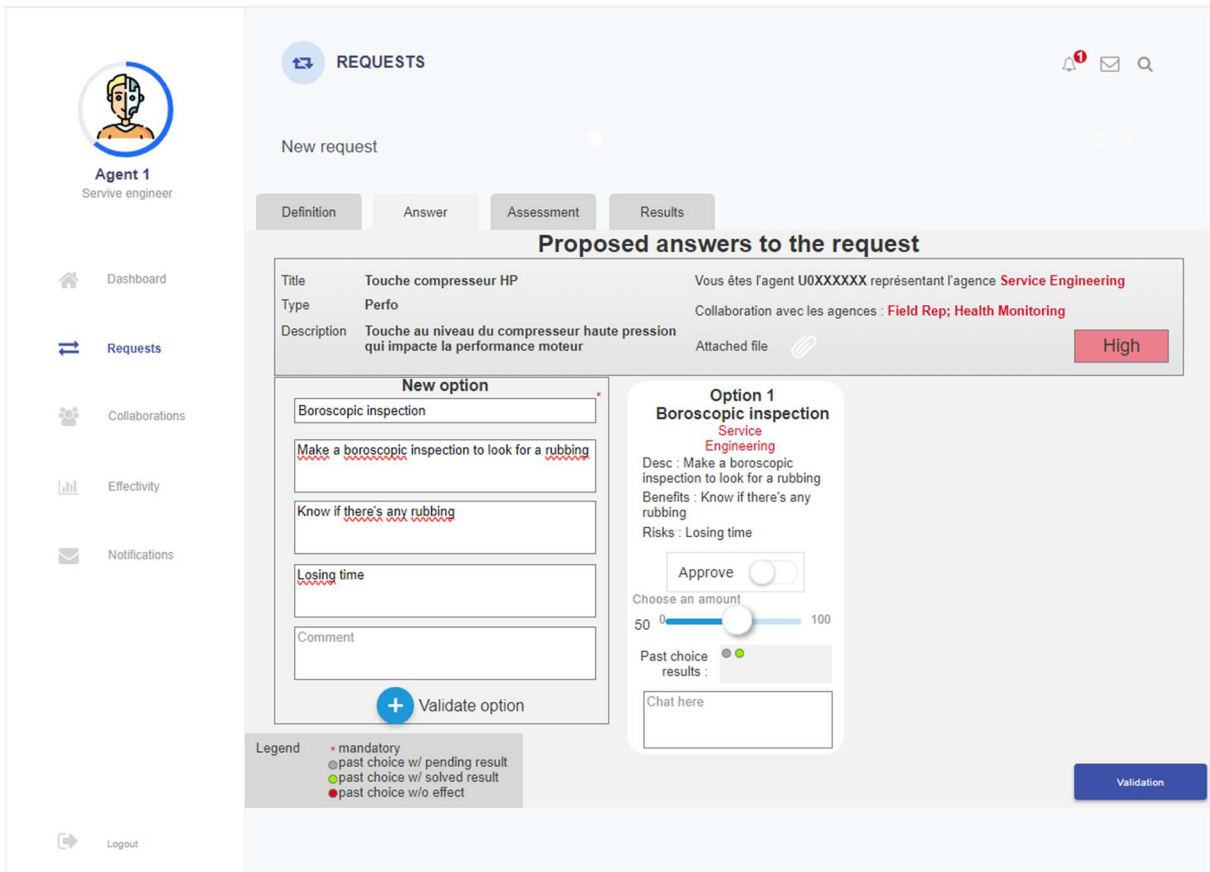 REQUESTS
1
New request
Agent 1
Servive engineer
Dashboard
Requests
Collaborations
Effectivity
Notifications
Logout
Definition
Answer
Assessment
Results
Proposed answers to the request
Title Touche compresseur HP
Type Perfo
Description Touche au niveau du compresseur haute pression
qui impacte la performance moteur
Vous êtes l'agent U0XXXXXX représentant l'agence Service Engineering
Collaboration avec les agences : Field Rep; Health Monitoring
Attached file
High
New option
*
Boroscopic inspection
Make a boroscopic inspection to look for a rubbing
Know if there's any rubbing
Losing time
Comment
+ Validate option
Option 1
Boroscopic inspection
Service
Engineering
Desc : Make a boroscopic
inspection to look for a rubbing
Benefits : Know if there's any
rubbing
Risks : Losing time
Approve
Choose an amount
50 0 100
Past choice
results :
Chat here
Legend * mandatory
past choice w/ pending result
past choice w/ solved result
past choice w/o effect
Validation